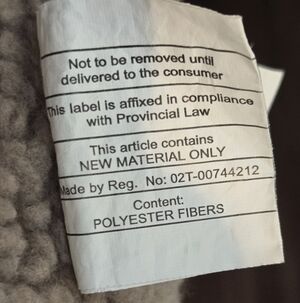 Not to be removed until
delivered to the consumer
This label is affixed in compliance
with Provincial Law
This article contains
NEW MATERIAL ONLY
Made by Reg. No: 02T-00744212
Content:
POLYESTER FIBERS